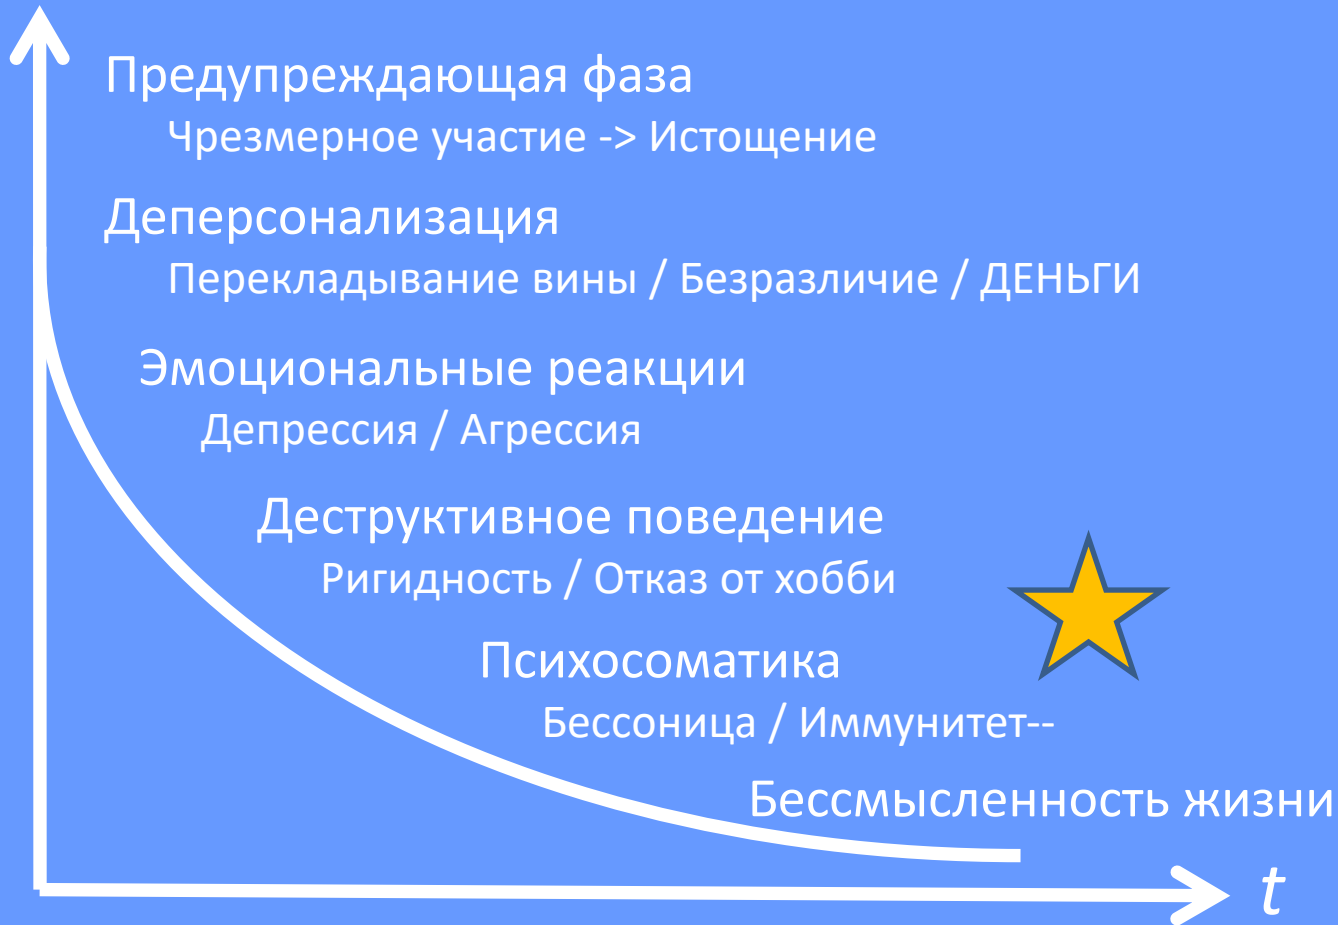 Предупреждающая фаза
Чрезмерное участие -> Истощение
Деперсонализация
Перекладывание вины / Безразличие / ДЕНЬГИ
Эмоциональные реакции
Депрессия / Агрессия
Деструктивное поведение
Ригидность / Отказ от хобби
Психосоматика
Бессоница / Иммунитет--
Бессмысленность жизни
t